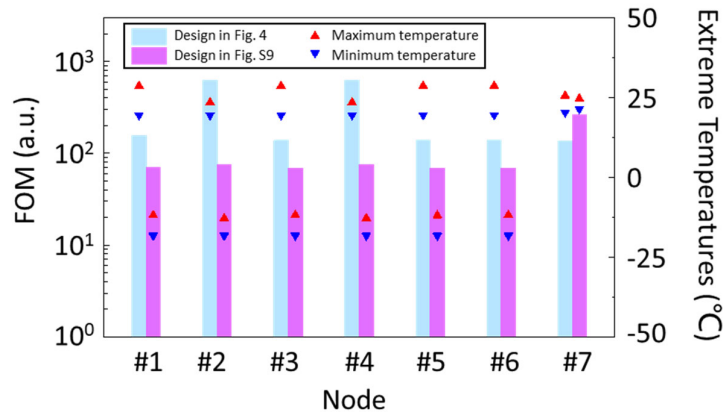 Design in Fig. 4
Maximum temperature
Design in Fig. S9
Minimum temperature
FOM (a.u.)
10³
10²
10¹
10⁰
50
25
0
-25
-50
Extreme Temperatures (°C)
#1 #2 #3 #4 #5 #6 #7
Node